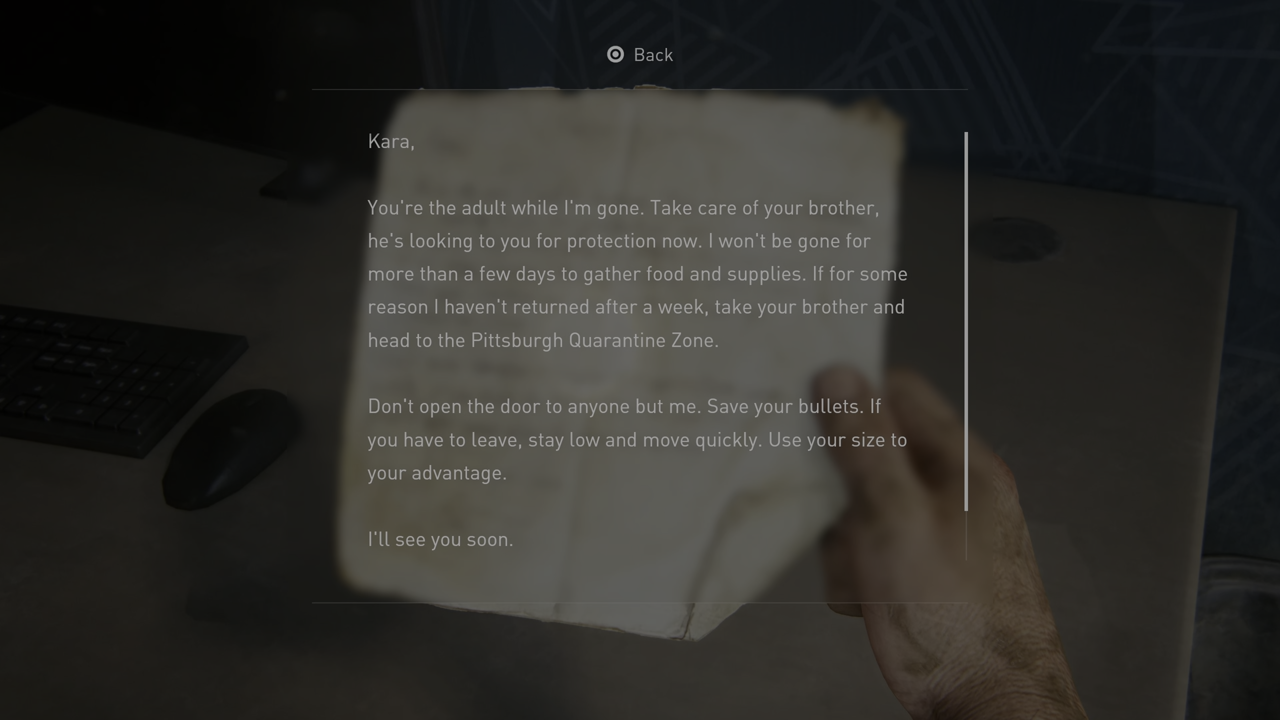 Back
Kara,
You're the adult while I'm gone. Take care of your brother,
he's looking to you for protection now. I won't be gone for
more than a few days to gather food and supplies. If for some
reason I haven't returned after a week, take your brother and
head to the Pittsburgh Quarantine Zone.
Don't open the door to anyone but me. Save your bullets. If
you have to leave, stay low and move quickly. Use your size to
your advantage.
I'll see you soon.